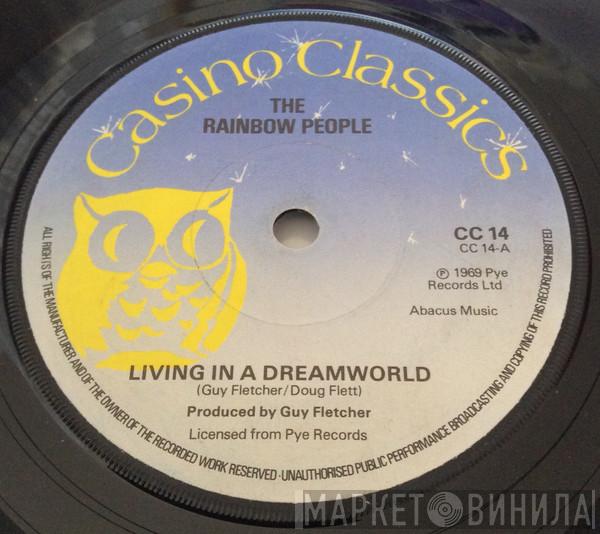 Casino Classics
THE
RAINBOW PEOPLE
CC 14
CC 14-A
℗ 1969 Pye
Records Ltd
Abacus Music
LIVING IN A DREAMWORLD
(Guy Fletcher/Doug Flett)
Produced by Guy Fletcher
Licensed from Pye Records
ALL RIGHTS OF THE MANUFACTURER AND OF THE OWNER OF THE RECORDED WORK RESERVED · UNAUTHORISED PUBLIC PERFORMANCE BROADCASTING AND COPYING OF THIS RECORD PROHIBITED
МАРКЕТ ВИНИЛА